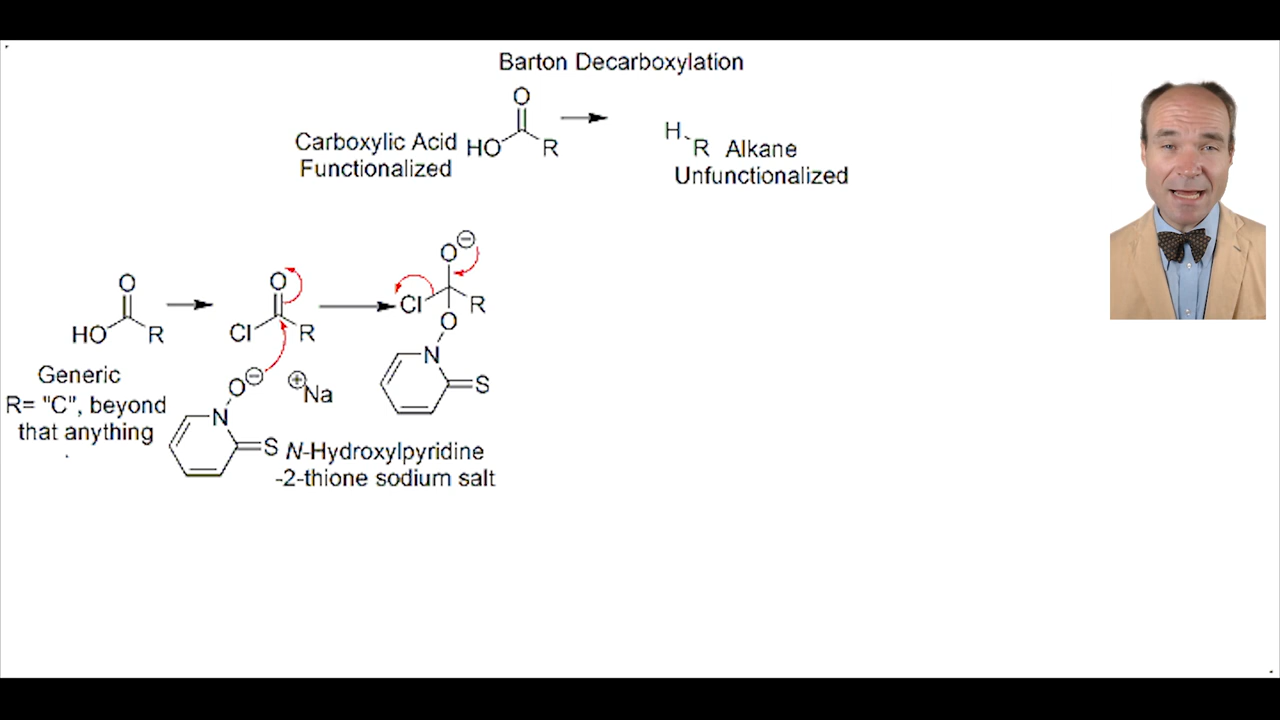 Barton Decarboxylation
O
Carboxylic Acid HO R
Functionalized
H
R Alkane
Unfunctionalized
O ⊖
O
HO R
O
Cl R
Cl R
O
N
S
Generic
R= "C", beyond
that anything
O ⊖ ⊕ Na
N
S
N-Hydroxylpyridine
-2-thione sodium salt